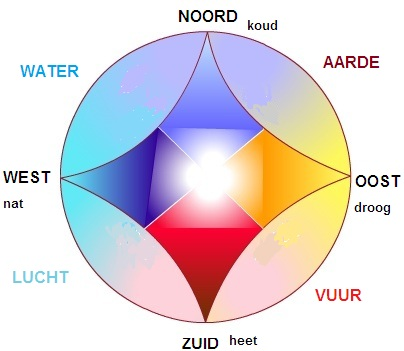 NOORD
koud
WATER
AARDE
WEST
nat
OOST
droog
LUCHT
VUUR
ZUID
heet